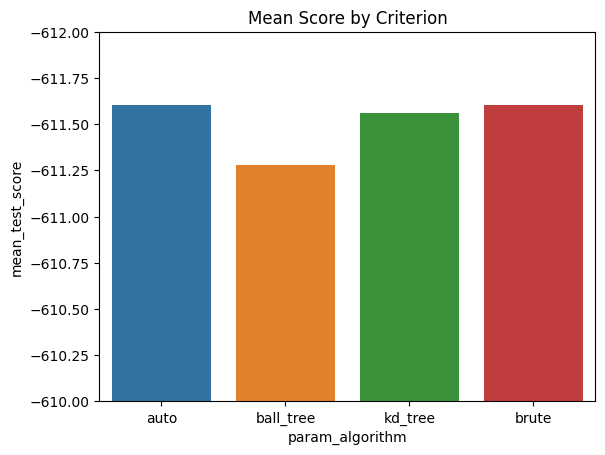 Mean Score by Criterion
−612.00
−611.75
−611.50
−611.25
−611.00
−610.75
−610.50
−610.25
−610.00
mean_test_score
auto ball_tree kd_tree brute
param_algorithm